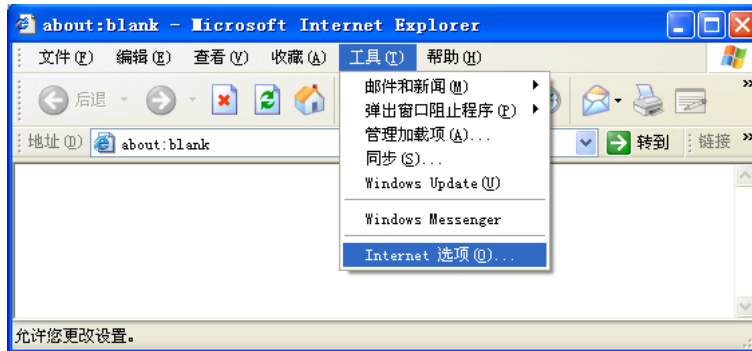 about:blank - Microsoft Internet Explorer
文件(F) 编辑(E) 查看(V) 收藏(A) 工具(T) 帮助(H)
后退
地址(D) about:blank 转到 链接 »
邮件和新闻(M)
弹出窗口阻止程序(P)
管理加载项(A)...
同步(S)...
Windows Update(U)
Windows Messenger
Internet 选项(O)...
允许您更改设置。